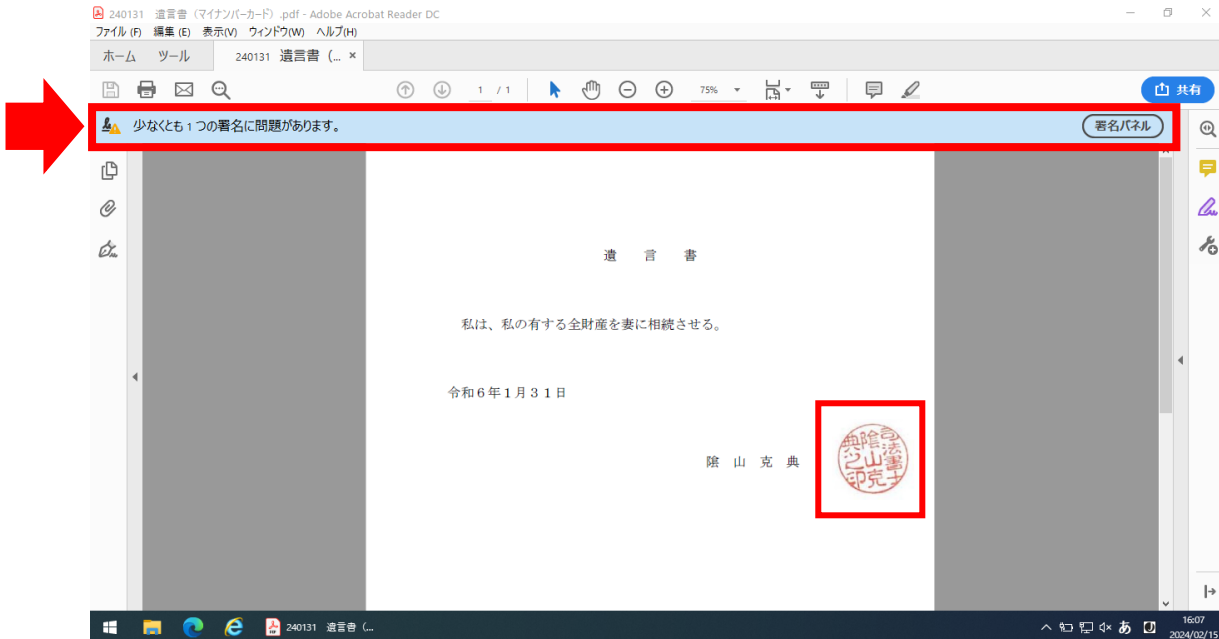 240131 遺言書（マイナンバーカード）.pdf - Adobe Acrobat Reader DC
ファイル(F) 編集(E) 表示(V) ウィンドウ(W) ヘルプ(H)
ホーム ツール 240131 遺言書 (... ×
1 / 1 75% 共有
少なくとも 1 つの署名に問題があります。 署名パネル
遺 言 書
私は、私の有する全財産を妻に相続させる。
令和６年１月３１日
陰 山 克 典
司法書士
陰山克
典之印
240131 遺言書 (...
あ
16:07
2024/02/15